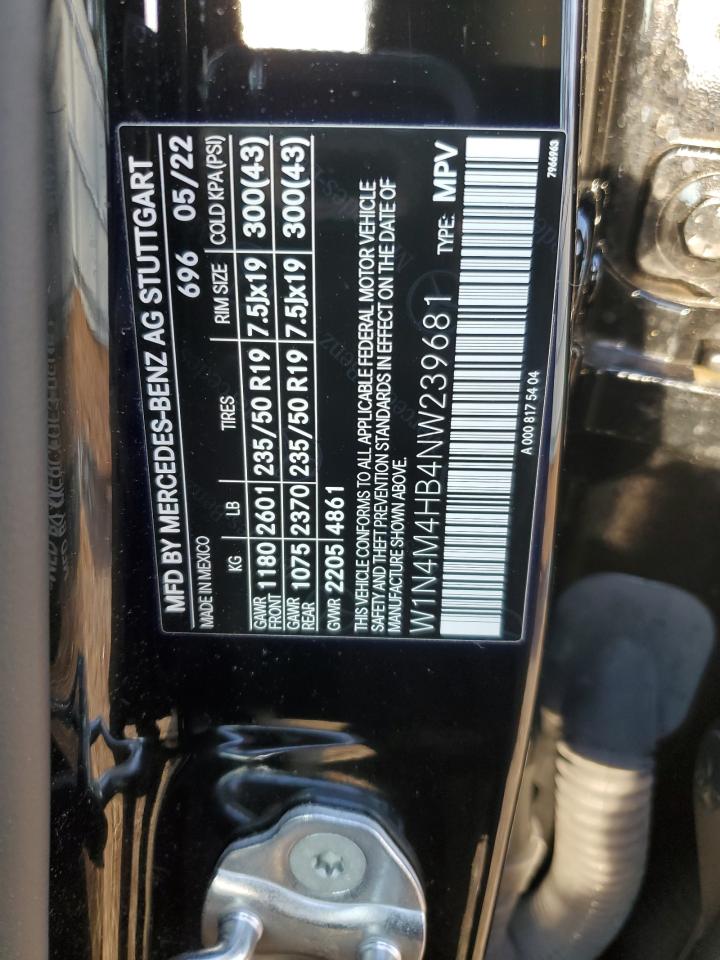 MFD BY MERCEDES-BENZ AG STUTTGART
MADE IN MEXICO 696 05/22
KG LB TIRES RIM SIZE COLD KPA(PSI)
GAWR FRONT 1180 2601 235/50 R19 7.5Jx19 300(43)
GAWR REAR 1075 2370 235/50 R19 7.5Jx19 300(43)
GVWR 2205 4861
THIS VEHICLE CONFORMS TO ALL APPLICABLE FEDERAL MOTOR VEHICLE
SAFETY AND THEFT PREVENTION STANDARDS IN EFFECT ON THE DATE OF
MANUFACTURE SHOWN ABOVE.
W1N4M4HB4NW239681 TYPE: MPV
A 000 817 54 04 7966963